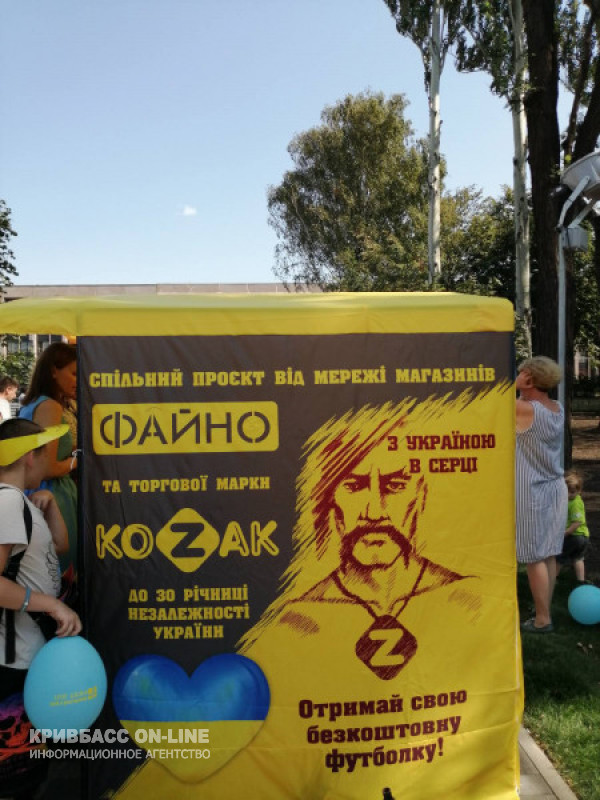 СПІЛЬНИЙ ПРОЄКТ ВІД МЕРЕЖІ МАГАЗИНІВ
ФАЙНО
З УКРАЇНОЮ
В СЕРЦІ
ТА ТОРГОВОЇ МАРКИ
KOZAK
ДО 30 РІЧНИЦІ
НЕЗАЛЕЖНОСТІ
УКРАЇНИ
Z
Отримай свою
безкоштовну
футболку!
КРИВБАСС ON-LINE
ИНФОРМАЦИОННОЕ АГЕНТСТВО